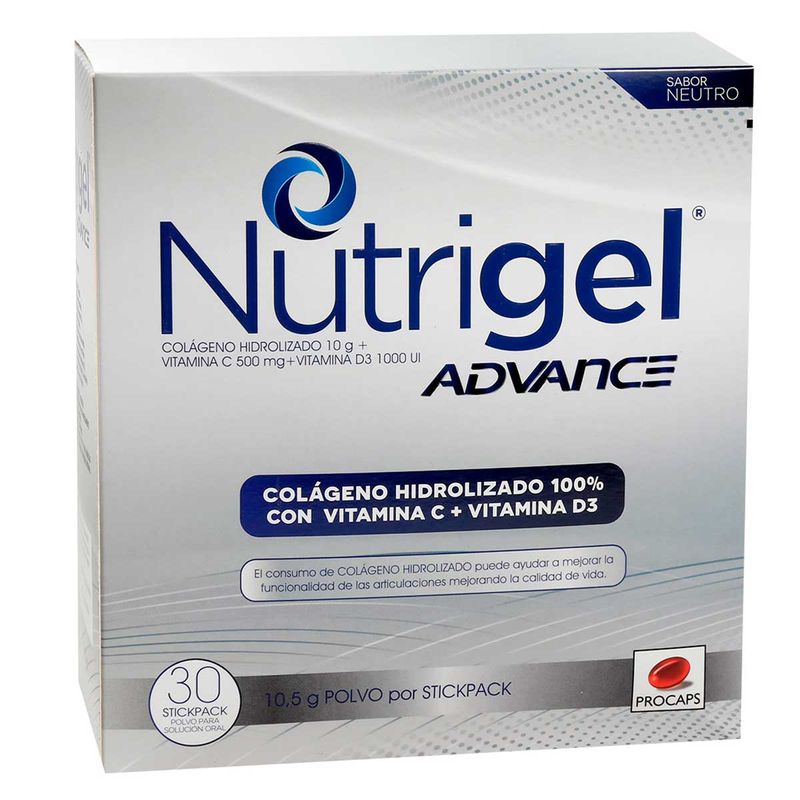 SABOR
NEUTRO
Nutrigel®
COLÁGENO HIDROLIZADO 10 g +
VITAMINA C 500 mg+VITAMINA D3 1000 UI
ADVANCE
COLÁGENO HIDROLIZADO 100%
CON VITAMINA C + VITAMINA D3
El consumo de COLÁGENO HIDROLIZADO puede ayudar a mejorar la
funcionalidad de las articulaciones mejorando la calidad de vida.
30
STICKPACK
POLVO PARA
SOLUCIÓN ORAL
10,5 g POLVO por STICKPACK
PROCAPS
rigel
ADVANCE